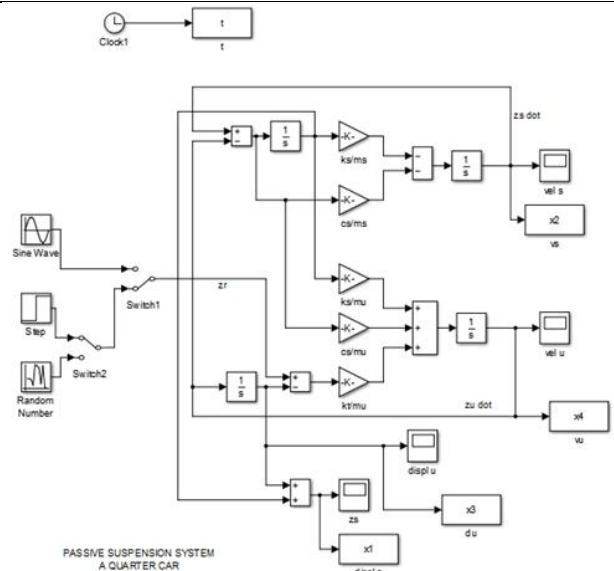 t
Clock1
t
zs dot
+
−
1
s
-K-
ks/ms
−
−
1
s
vel s
-K-
cs/ms
x2
vs
Sine Wave
zr
Switch1
Step
Switch2
Random
Number
-K-
ks/mu
+
+
+
-K-
cs/mu
1
s
vel u
1
s
+
−
-K-
kt/mu
zu dot
x4
vu
displ u
+
+
zs
x3
du
x1
PASSIVE SUSPENSION SYSTEM
A QUARTER CAR